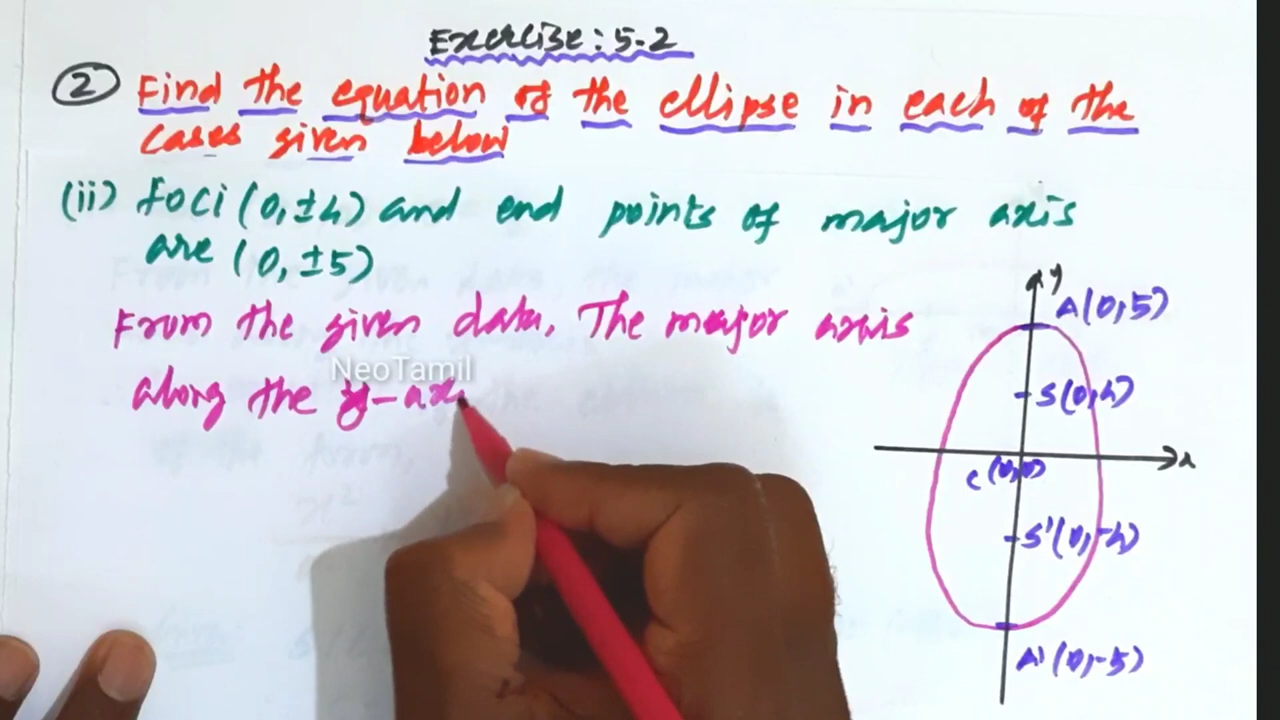 Exercise: 5.2
② Find the equation of the ellipse in each of the
cases given below
(ii) foci (0, ±4) and end points of major axis
are (0, ±5)
From the given data, The major axis
along the y-axi
NeoTamil
y
A(0,5)
S(0,4)
x
C (0,0)
S'(0,-4)
A'(0,-5)